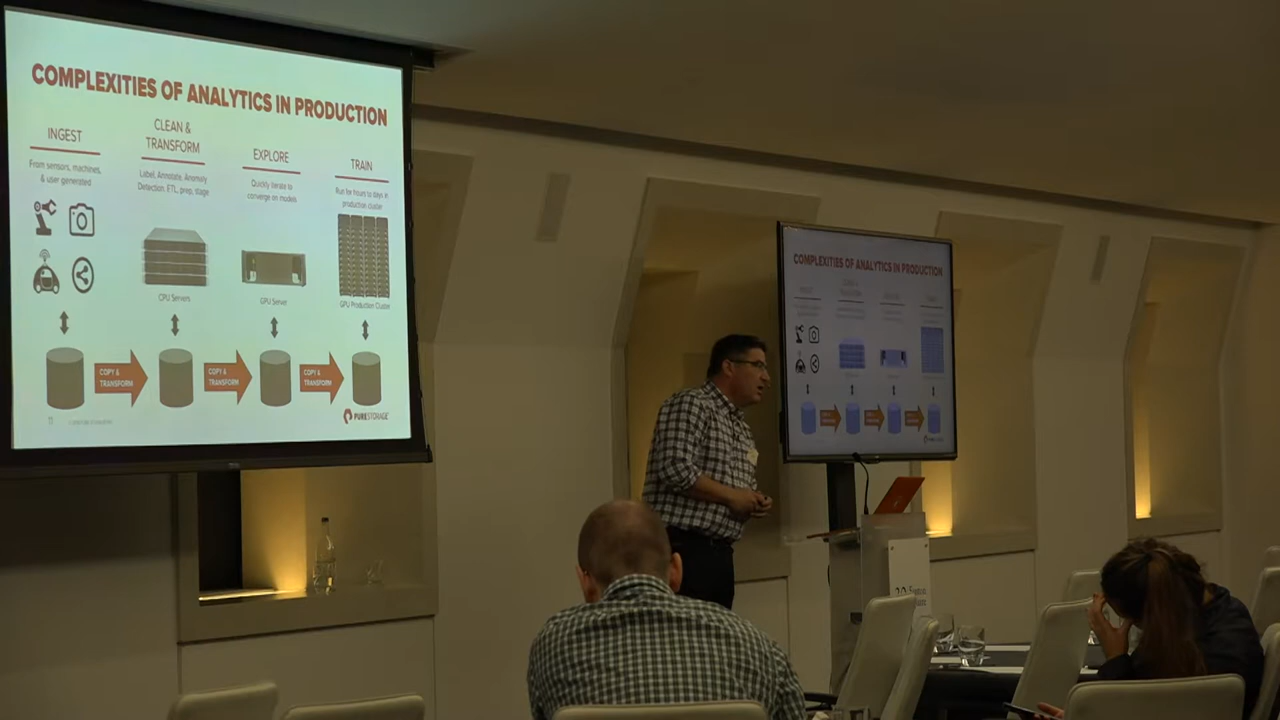 COMPLEXITIES OF ANALYTICS IN PRODUCTION
INGEST
From sensors, machines,
& user generated
CLEAN &
TRANSFORM
Label, Annotate, Anomaly
Detection, ETL, prep, stage
EXPLORE
Quickly iterate to
converge on models
TRAIN
Run for hours to days in
production cluster
CPU Servers
GPU Server
GPU Production Cluster
COPY &
TRANSFORM
COPY &
TRANSFORM
COPY &
TRANSFORM
11
PURESTORAGE
COMPLEXITIES OF ANALYTICS IN PRODUCTION